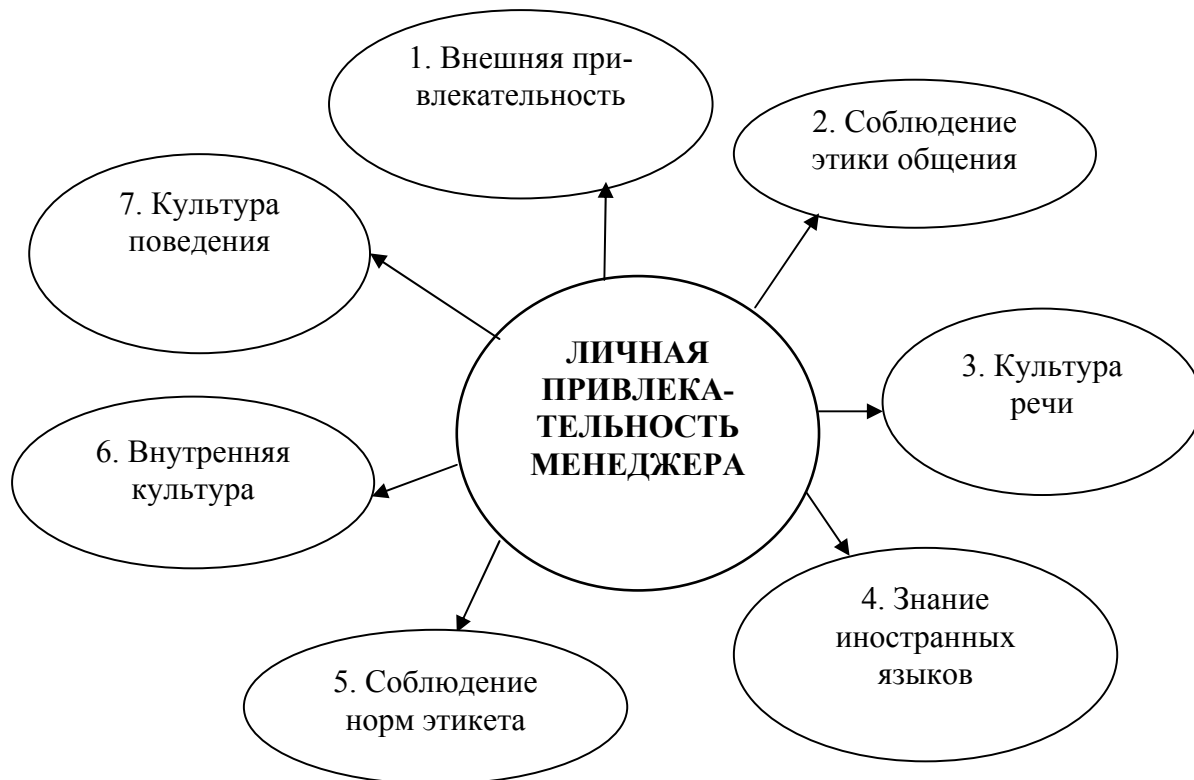 1. Внешняя при-
влекательность
2. Соблюдение
этики общения
7. Культура
поведения
ЛИЧНАЯ
ПРИВЛЕКА-
ТЕЛЬНОСТЬ
МЕНЕДЖЕРА
3. Культура
речи
6. Внутренняя
культура
4. Знание
иностранных
языков
5. Соблюдение
норм этикета